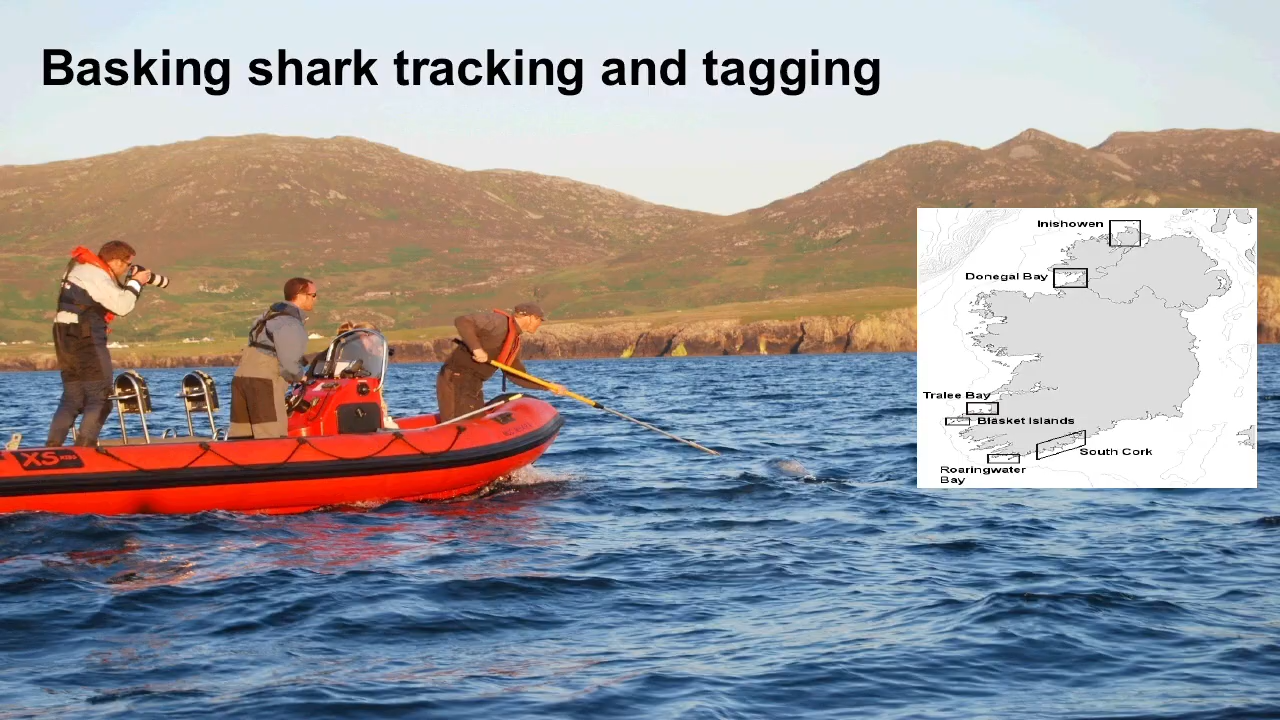 Basking shark tracking and tagging
Inishowen
Donegal Bay
Tralee Bay
Blasket Islands
South Cork
Roaringwater
Bay
XS